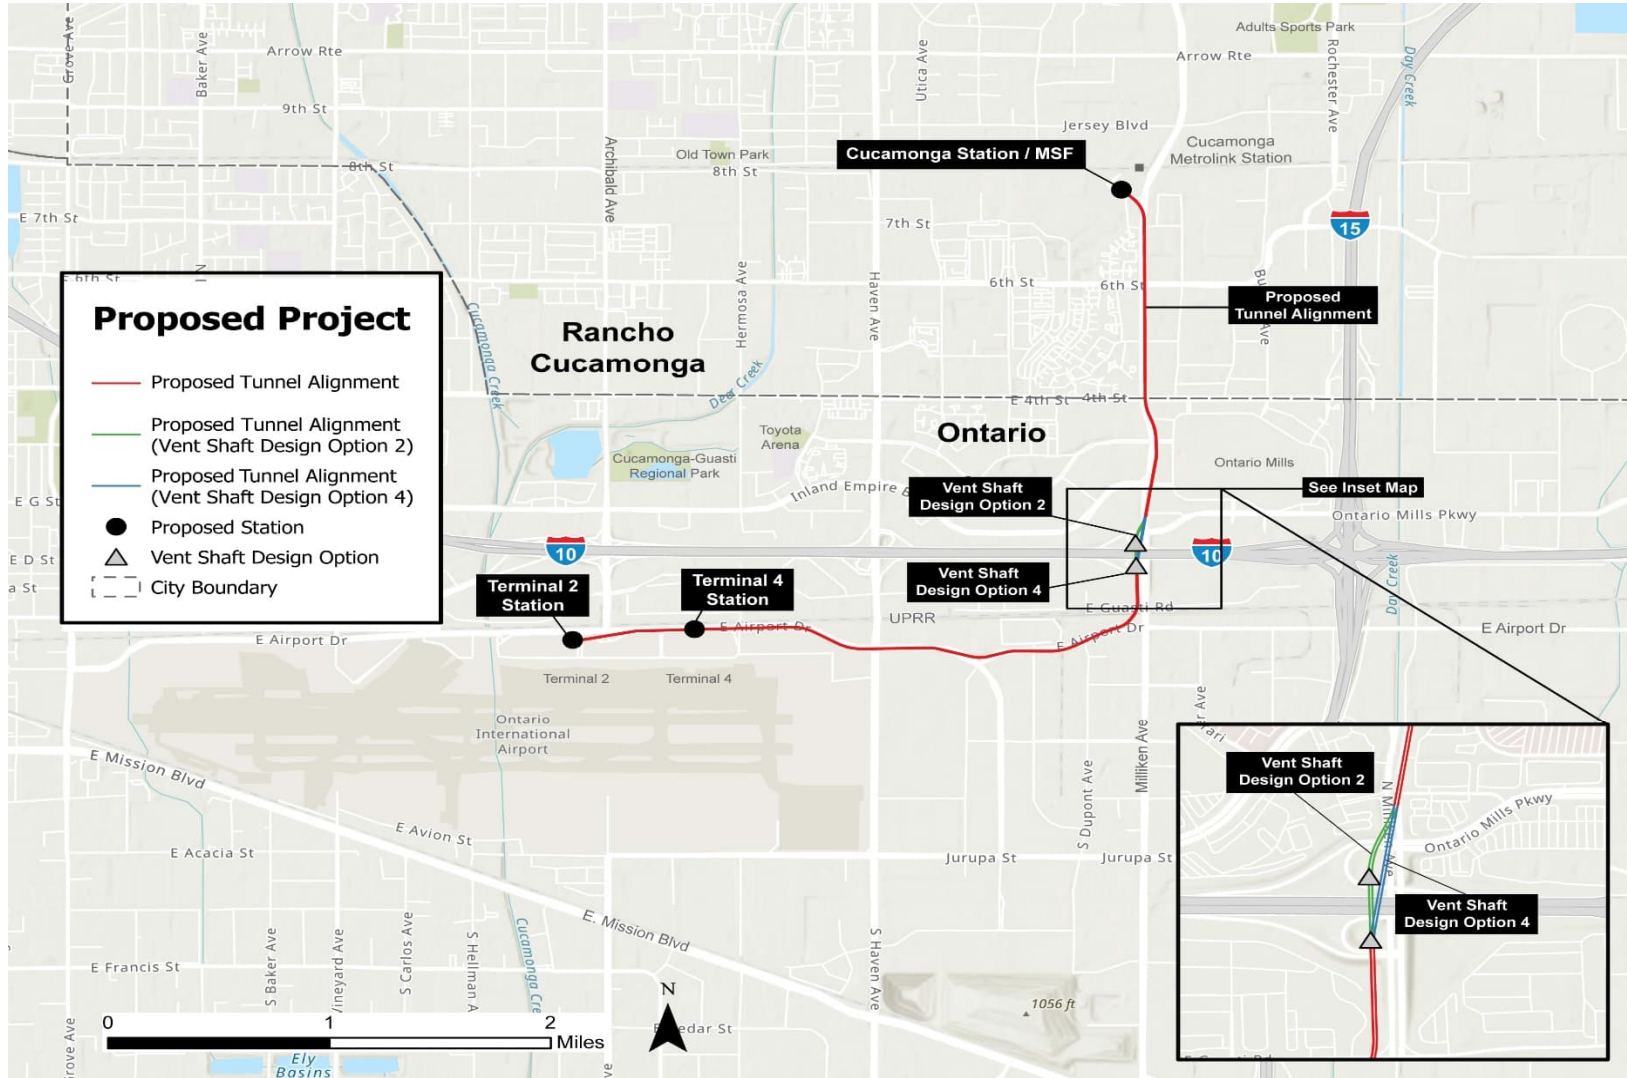 Grove Ave
Baker Ave
Arrow Rte
9th St
8th St
E 7th St
E 6th St
Archibald Ave
Old Town Park
8th St
Hermosa Ave
Utica Ave
Haven Ave
7th St
6th St
6th St
Adults Sports Park
Arrow Rte
Rochester Ave
Day Creek
Jersey Blvd
Cucamonga
Metrolink Station
Cucamonga Station / MSF
15
Proposed
Tunnel Alignment
Proposed Project
Proposed Tunnel Alignment
Proposed Tunnel Alignment
(Vent Shaft Design Option 2)
Proposed Tunnel Alignment
(Vent Shaft Design Option 4)
Proposed Station
Vent Shaft Design Option
City Boundary
Rancho
Cucamonga
Cucamonga Creek
Deer Creek
E 4th St
4th St
Ontario
Toyota
Arena
Cucamonga-Guasti
Regional Park
Inland Empire B
Ontario Mills
Vent Shaft
Design Option 2
See Inset Map
Ontario Mills Pkwy
E G St
E D St
a St
10
10
Vent Shaft
Design Option 4
Terminal 2
Station
Terminal 4
Station
E Guasti Rd
UPRR
E Airport Dr
E Airport Dr
E Airport Dr
E Airport Dr
Day Creek
Terminal 2
Terminal 4
Ontario
International
Airport
E Mission Blvd
E Avion St
E Acacia St
E. Mission Blvd
Milliken Ave
S Dupont Ave
Jurupa St
Jurupa St
E Francis St
S Baker Ave
Vineyard Ave
S Carlos Ave
S Hellman A
Cucamonga Cre
S Haven Ave
1056 ft
Grove Ave
Ely
Basins
0
1
2
Miles
N
Vent Shaft
Design Option 2
Ontario Mills Pkwy
Vent Shaft
Design Option 4